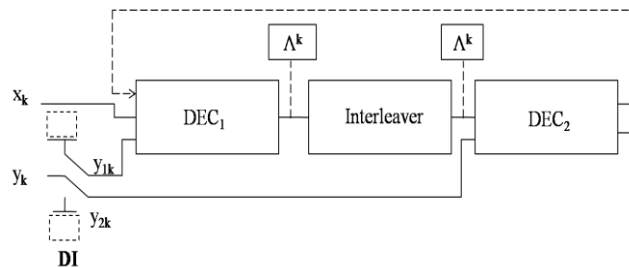 Λᵏ
Λᵏ
xₖ
DEC₁
Interleaver
DEC₂
y₁ₖ
yₖ
y₂ₖ
DI